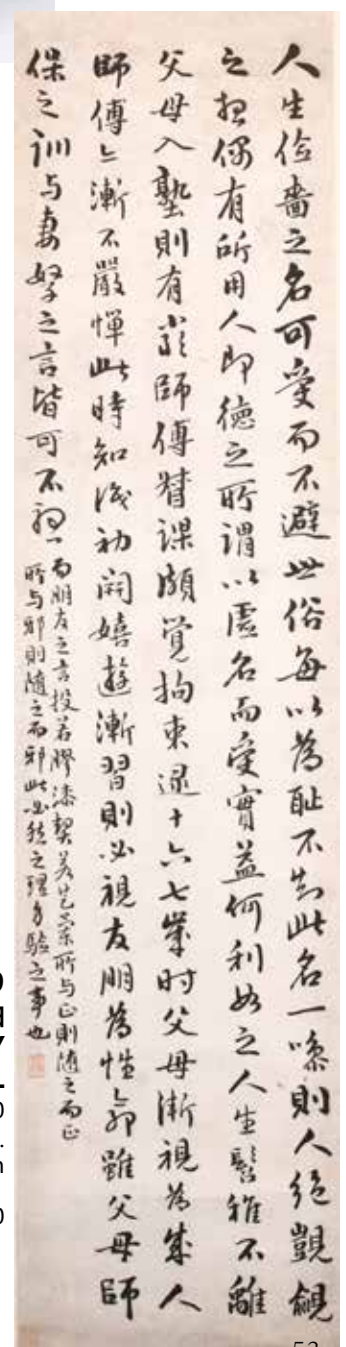 人生儉嗇之名可受而不避世俗每以為恥不知此名一噪則人絕覬覦
之想偶有所用人即德之所謂以虛名而受實益何利如之人生髫稚不離
父母入塾則有嚴師傅督課頗覺拘束逮十六七歲時父母漸視為成人
師傅亦漸不嚴憚此時知識初開嬉遊漸習則必視友朋為性命雖父母師
保之訓与妻孥之言皆可不聽
而朋友之言投若膠漆契若芝蘭所与正則隨之而正
所与邪則隨之而邪此必然之理身驗之事也